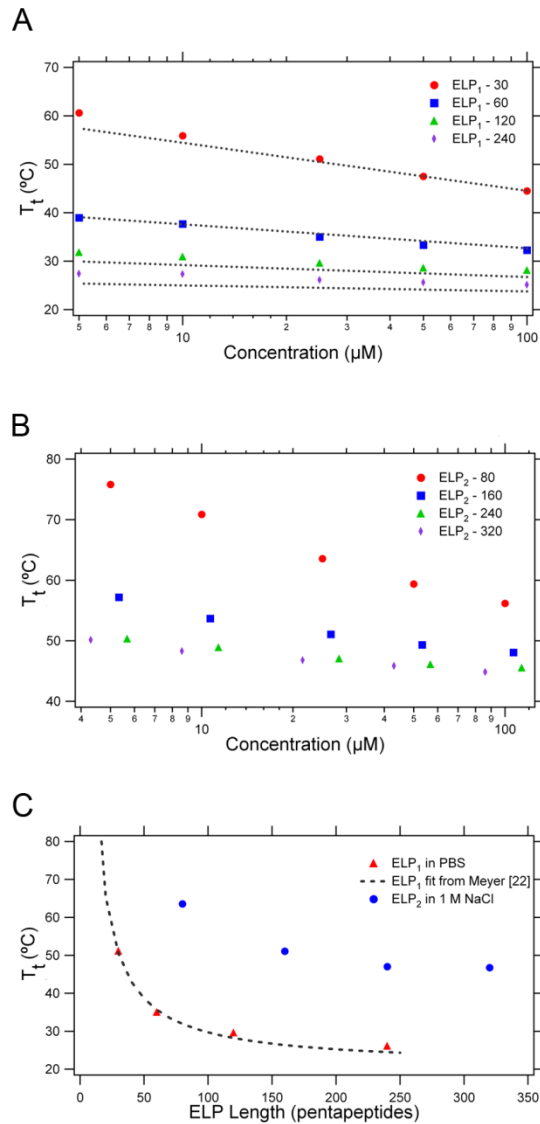 A
70
60
50
40
30
20
Tt (ºC)
ELP1 - 30
ELP1 - 60
ELP1 - 120
ELP1 - 240
5 6 7 8 9 10 2 3 4 5 6 7 8 9 100
Concentration (µM)
B
80
70
60
50
40
Tt (ºC)
ELP2 - 80
ELP2 - 160
ELP2 - 240
ELP2 - 320
4 5 6 7 8 9 10 2 3 4 5 6 7 8 9 100
Concentration (µM)
C
80
70
60
50
40
30
20
Tt (ºC)
ELP1 in PBS
ELP1 fit from Meyer [22]
ELP2 in 1 M NaCl
0 50 100 150 200 250 300 350
ELP Length (pentapeptides)